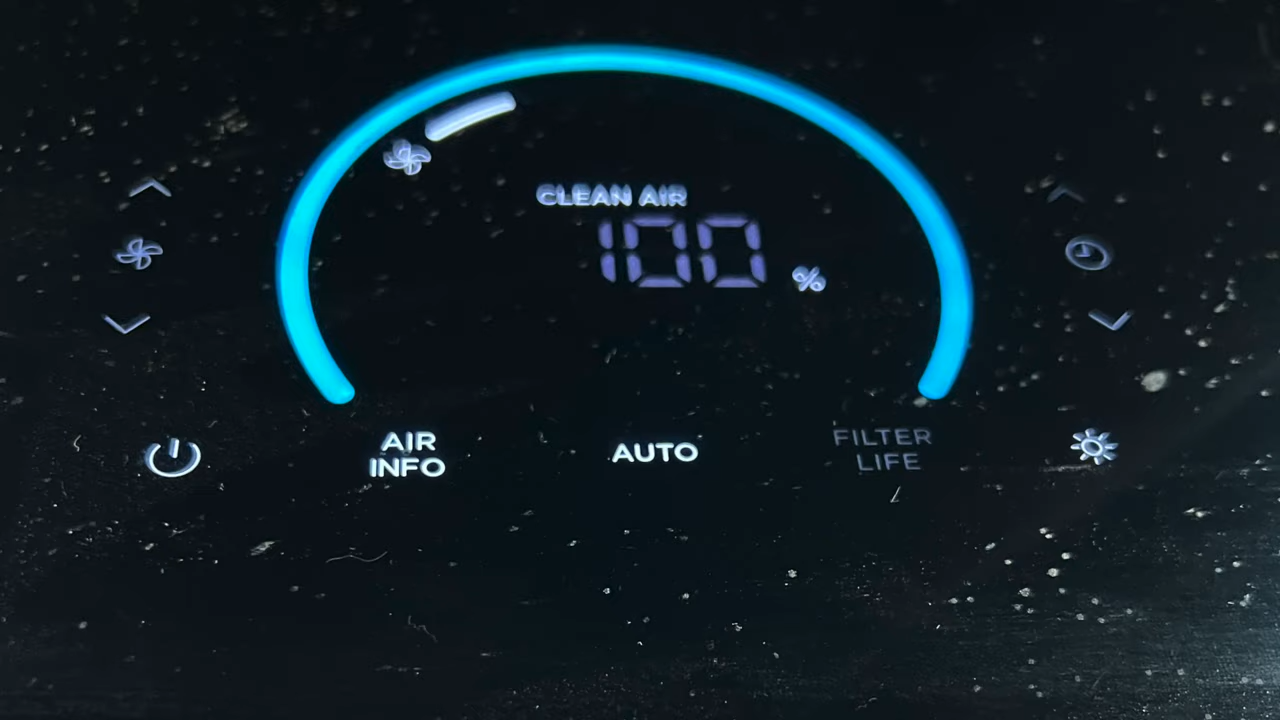 CLEAN AIR
100 %
AIR
INFO
AUTO
FILTER
LIFE